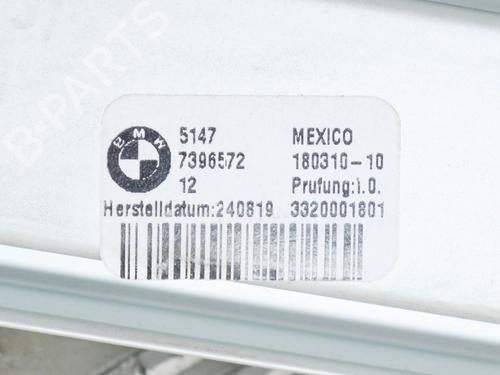 B-PARTS
BMW
5147 MEXICO
7396572 180310-10
12 Prufung:i.O.
Herstelldatum:240819 3320001801